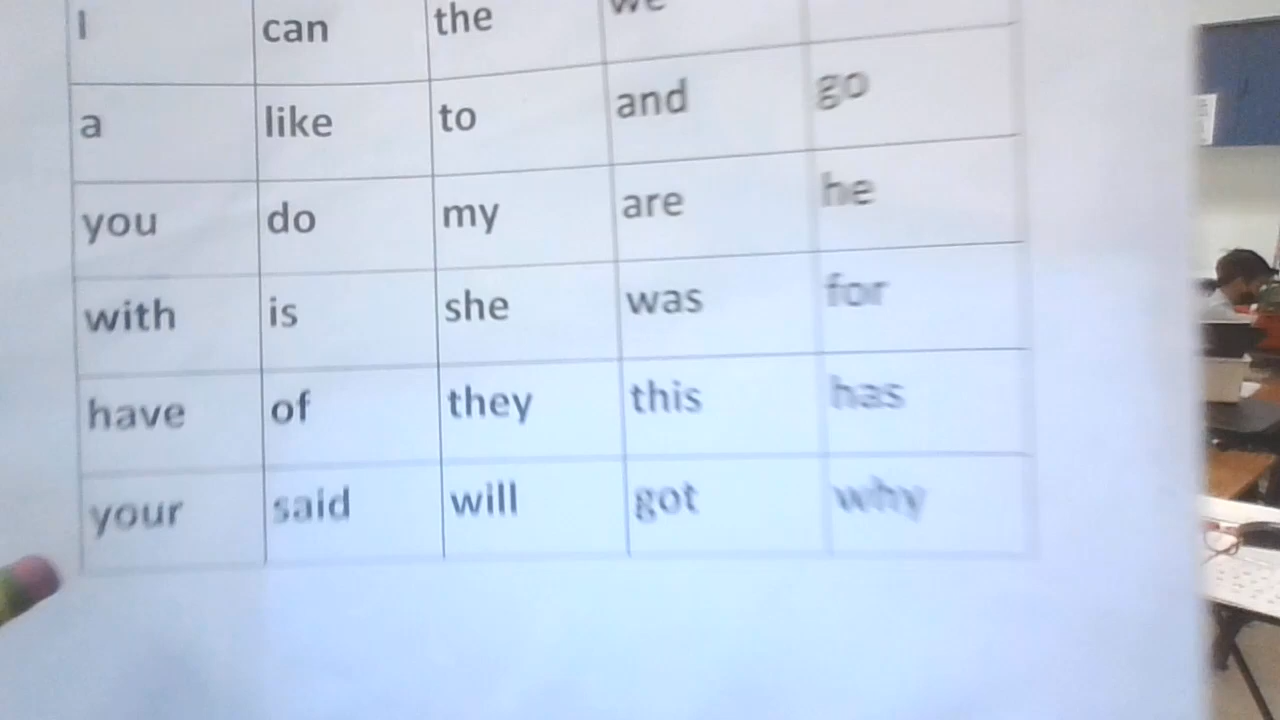 I can the we
a like to and go
you do my are he
with is she was for
have of they this has
your said will got why